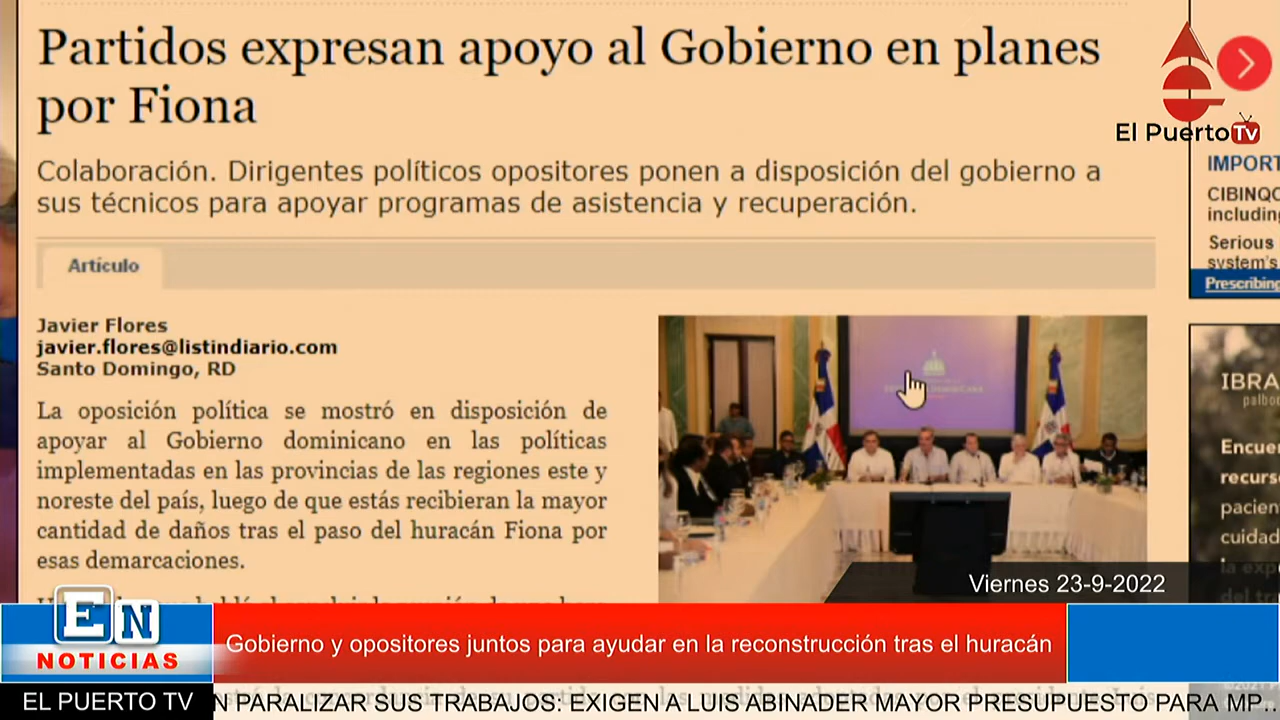 Partidos expresan apoyo al Gobierno en planes
por Fiona
Colaboración. Dirigentes políticos opositores ponen a disposición del gobierno a
sus técnicos para apoyar programas de asistencia y recuperación.
Artículo
Javier Flores
javier.flores@listindiario.com
Santo Domingo, RD
La oposición política se mostró en disposición de
apoyar al Gobierno dominicano en las políticas
implementadas en las provincias de las regiones este y
noreste del país, luego de que estás recibieran la mayor
cantidad de daños tras el paso del huracán Fiona por
esas demarcaciones.
El Puerto Tv
IMPORT
CIBINQO
including
Serious
system's
Prescribing
IBRA
palboc
Encue
recurs
pacien
cuidad
la exp
del tra
Viernes 23-9-2022
EN
NOTICIAS
Gobierno y opositores juntos para ayudar en la reconstrucción tras el huracán
EL PUERTO TV
N PARALIZAR SUS TRABAJOS: EXIGEN A LUIS ABINADER MAYOR PRESUPUESTO PARA MP...